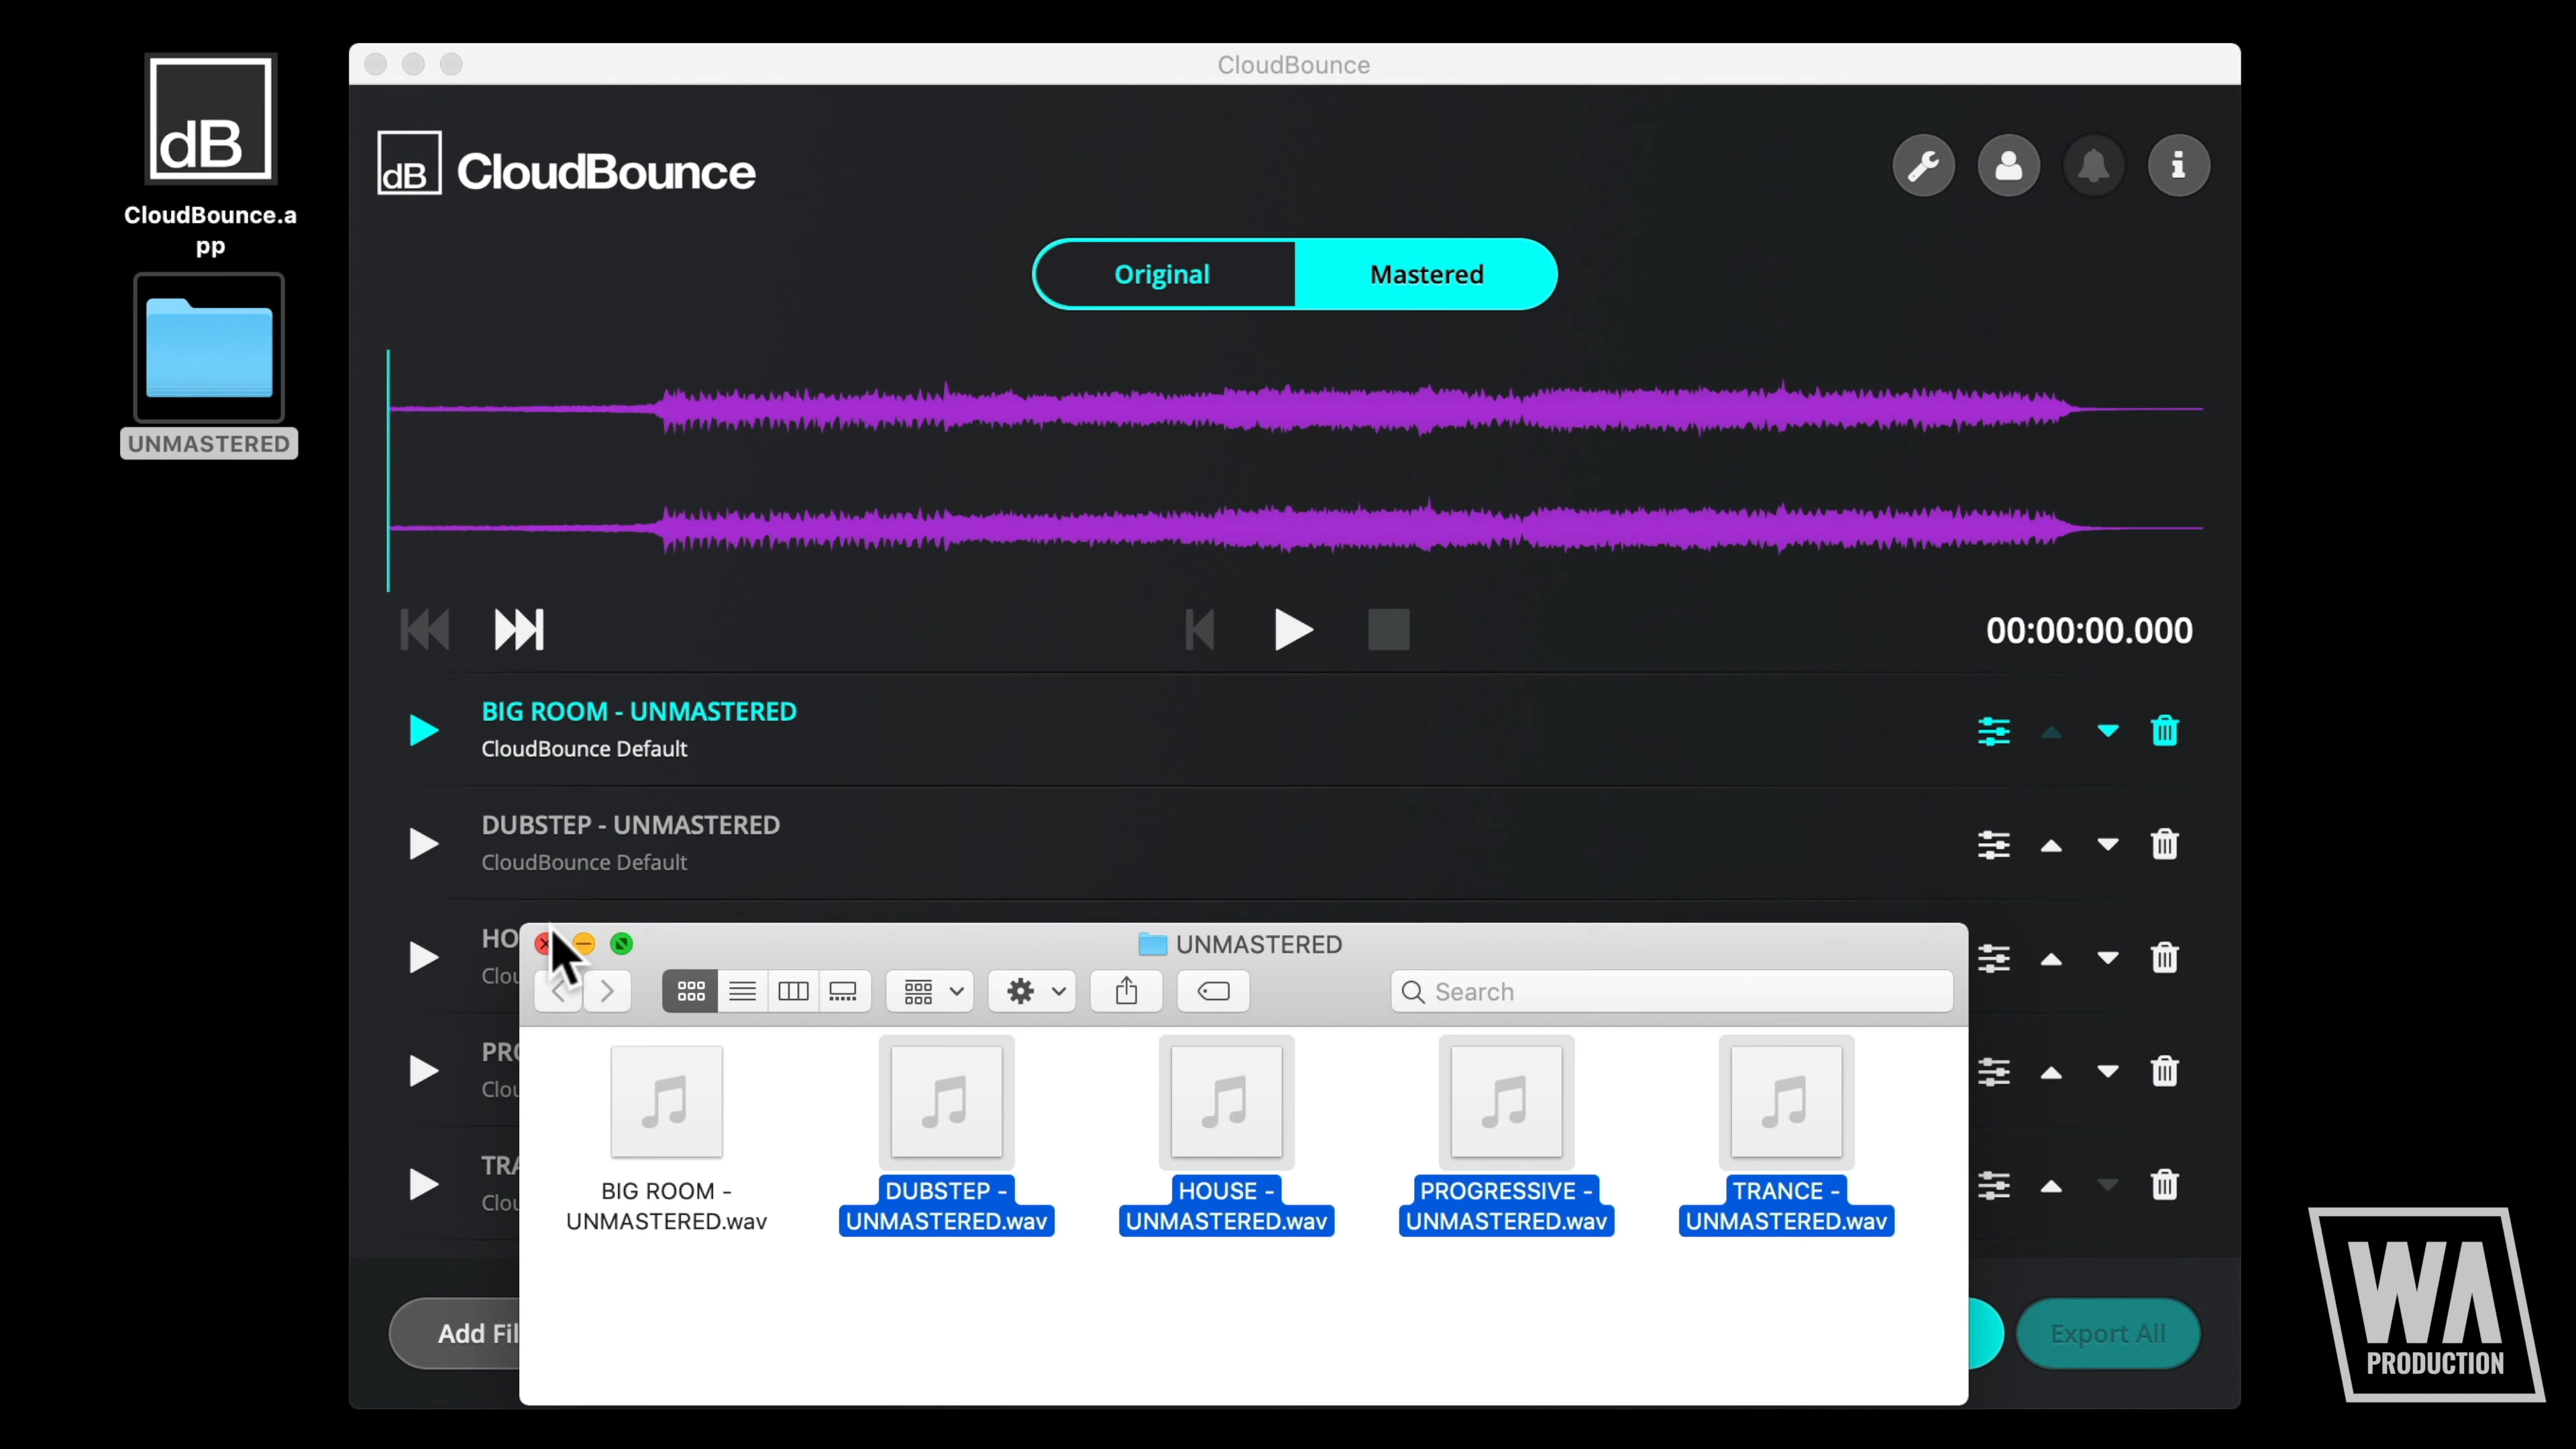 CloudBounce
dB
CloudBounce.a
pp
UNMASTERED
dB CloudBounce
Original Mastered
00:00:00.000
BIG ROOM - UNMASTERED
CloudBounce Default
DUBSTEP - UNMASTERED
CloudBounce Default
HO
Clou
PRO
Clou
TRA
Clou
UNMASTERED
Search
BIG ROOM -
UNMASTERED.wav
DUBSTEP -
UNMASTERED.wav
HOUSE -
UNMASTERED.wav
PROGRESSIVE -
UNMASTERED.wav
TRANCE -
UNMASTERED.wav
Add Fil
Export All
WA
PRODUCTION